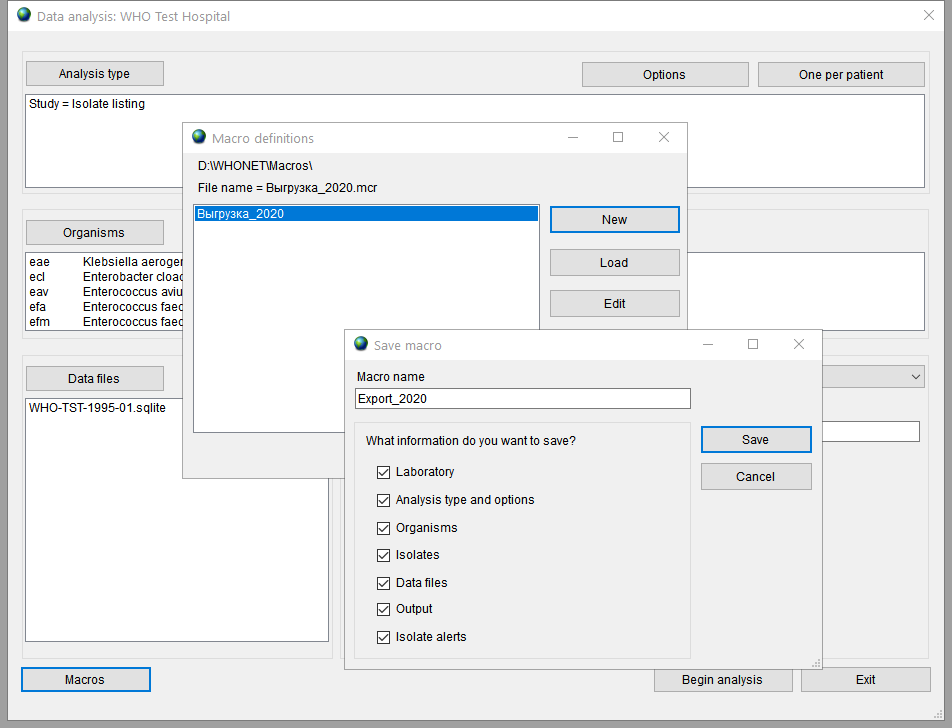 Data analysis: WHO Test Hospital
Analysis type
Options
One per patient
Study = Isolate listing
Macro definitions
D:\WHONET\Macros\
File name = Выгрузка_2020.mcr
Выгрузка_2020
New
Load
Edit
Organisms
eae Klebsiella aeroger
ecl Enterobacter cloac
eav Enterococcus aviu
efa Enterococcus faec
efm Enterococcus faec
Data files
WHO-TST-1995-01.sqlite
Save macro
Macro name
Export_2020
What information do you want to save?
Laboratory
Analysis type and options
Organisms
Isolates
Data files
Output
Isolate alerts
Save
Cancel
Macros
Begin analysis
Exit